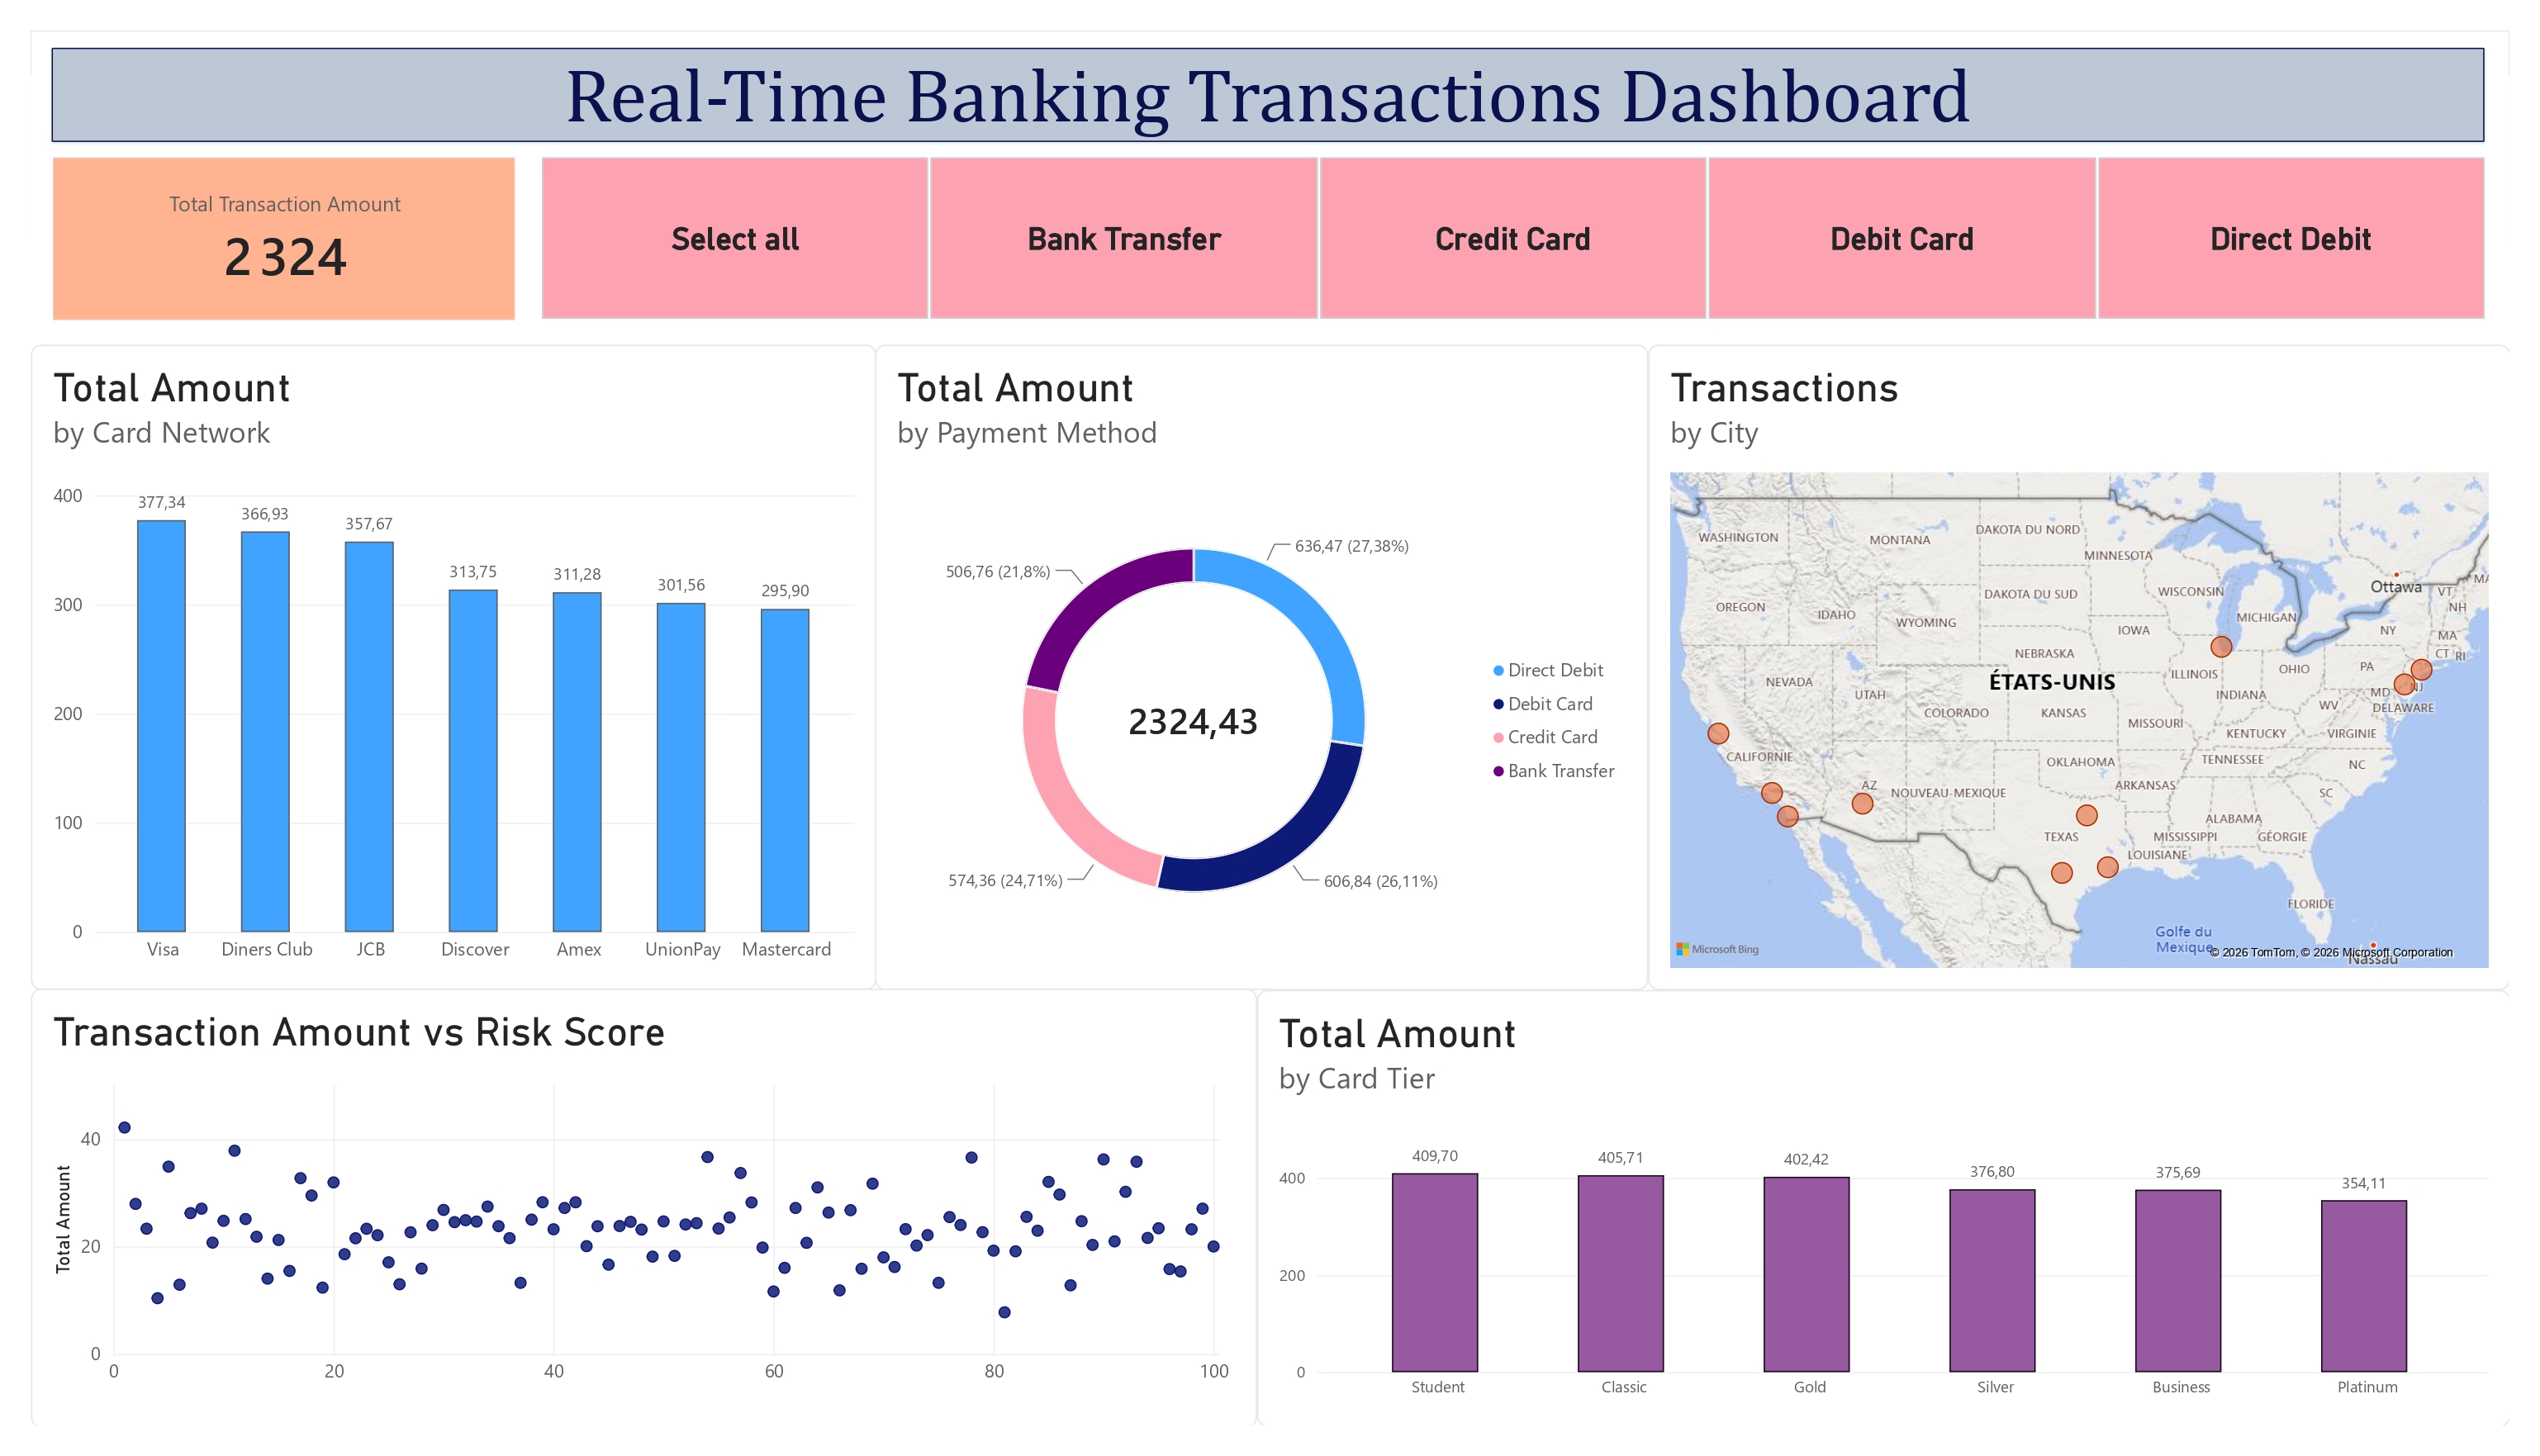 Real-Time Banking Transactions Dashboard
Total Transaction Amount
2 324
Select all
Bank Transfer
Credit Card
Debit Card
Direct Debit
Total Amount
by Card Network
400
300
200
100
0
377,34
366,93
357,67
313,75
311,28
301,56
295,90
Visa
Diners Club
JCB
Discover
Amex
UnionPay
Mastercard
Total Amount
by Payment Method
636,47 (27,38%)
506,76 (21,8%)
2324,43
574,36 (24,71%)
606,84 (26,11%)
Direct Debit
Debit Card
Credit Card
Bank Transfer
Transactions
by City
WASHINGTON
MONTANA
DAKOTA DU NORD
MINNESOTA
Ottawa
MA
OREGON
IDAHO
WYOMING
DAKOTA DU SUD
WISCONSIN
MICHIGAN
VT
NH
IOWA
NY
MA
NEBRASKA
CT
RI
NEVADA
UTAH
ÉTATS-UNIS
ILLINOIS
INDIANA
OHIO
PA
MD
NJ
COLORADO
KANSAS
MISSOURI
WV
DELAWARE
KENTUCKY
VIRGINIE
CALIFORNIE
OKLAHOMA
TENNESSEE
NC
AZ
NOUVEAU-MEXIQUE
ARKANSAS
SC
TEXAS
MISSISSIPPI
ALABAMA
GÉORGIE
LOUISIANE
FLORIDE
Golfe du
Mexique
Nassau
Microsoft Bing
© 2026 TomTom, © 2026 Microsoft Corporation
Transaction Amount vs Risk Score
Total Amount
40
20
0
0
20
40
60
80
100
Total Amount
by Card Tier
400
200
0
409,70
405,71
402,42
376,80
375,69
354,11
Student
Classic
Gold
Silver
Business
Platinum